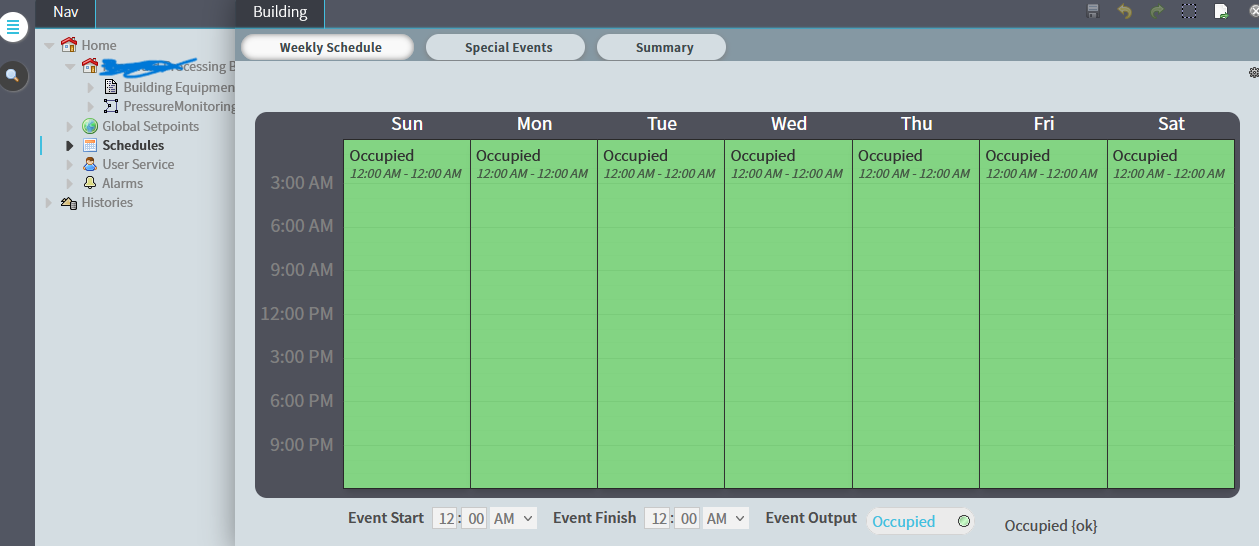 Nav
Building
Weekly Schedule
Special Events
Summary
Home
cessing B
Building Equipmen
PressureMonitoring
Global Setpoints
Schedules
User Service
Alarms
Histories
Sun Mon Tue Wed Thu Fri Sat
Occupied Occupied Occupied Occupied Occupied Occupied Occupied
12:00 AM - 12:00 AM 12:00 AM - 12:00 AM 12:00 AM - 12:00 AM 12:00 AM - 12:00 AM 12:00 AM - 12:00 AM 12:00 AM - 12:00 AM 12:00 AM - 12:00 AM
3:00 AM
6:00 AM
9:00 AM
12:00 PM
3:00 PM
6:00 PM
9:00 PM
Event Start 12 : 00 AM Event Finish 12 : 00 AM Event Output Occupied Occupied {ok}